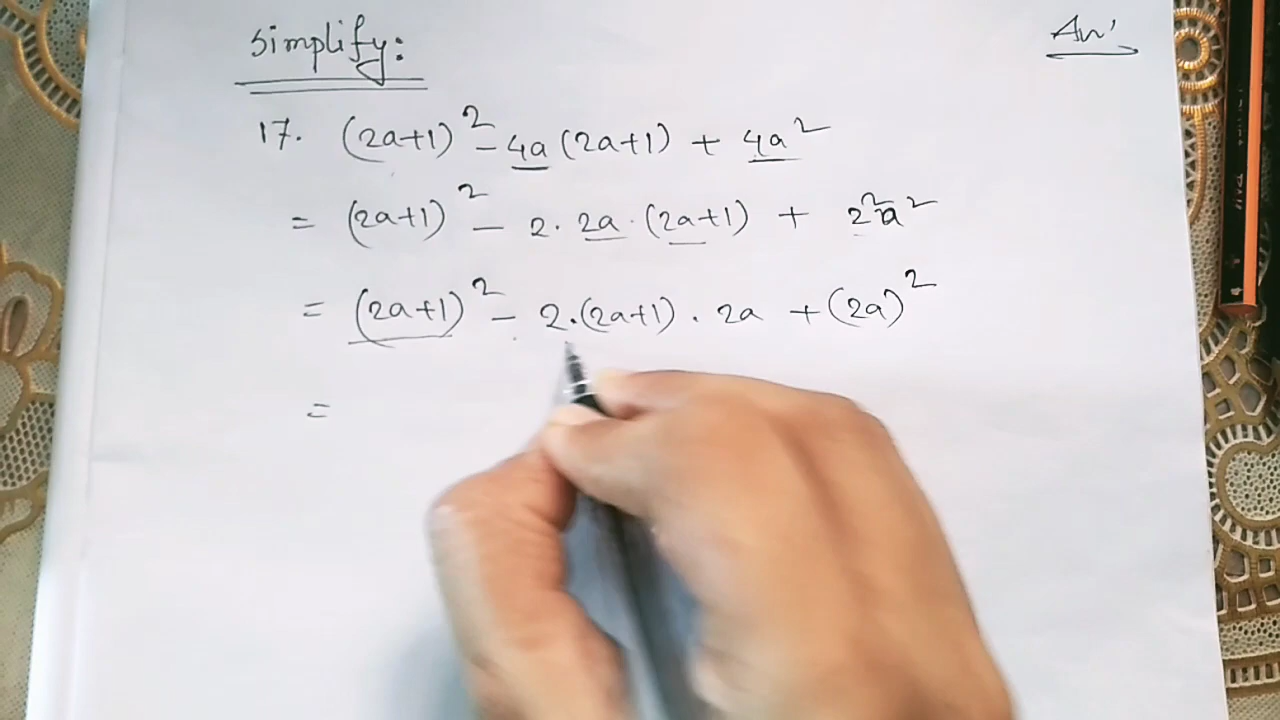 Simplify:
An'
17. (2a+1)² - 4a (2a+1) + 4a²
= (2a+1)² - 2 · 2a · (2a+1) + 2²a²
= (2a+1)² - 2·(2a+1) · 2a + (2a)²
=